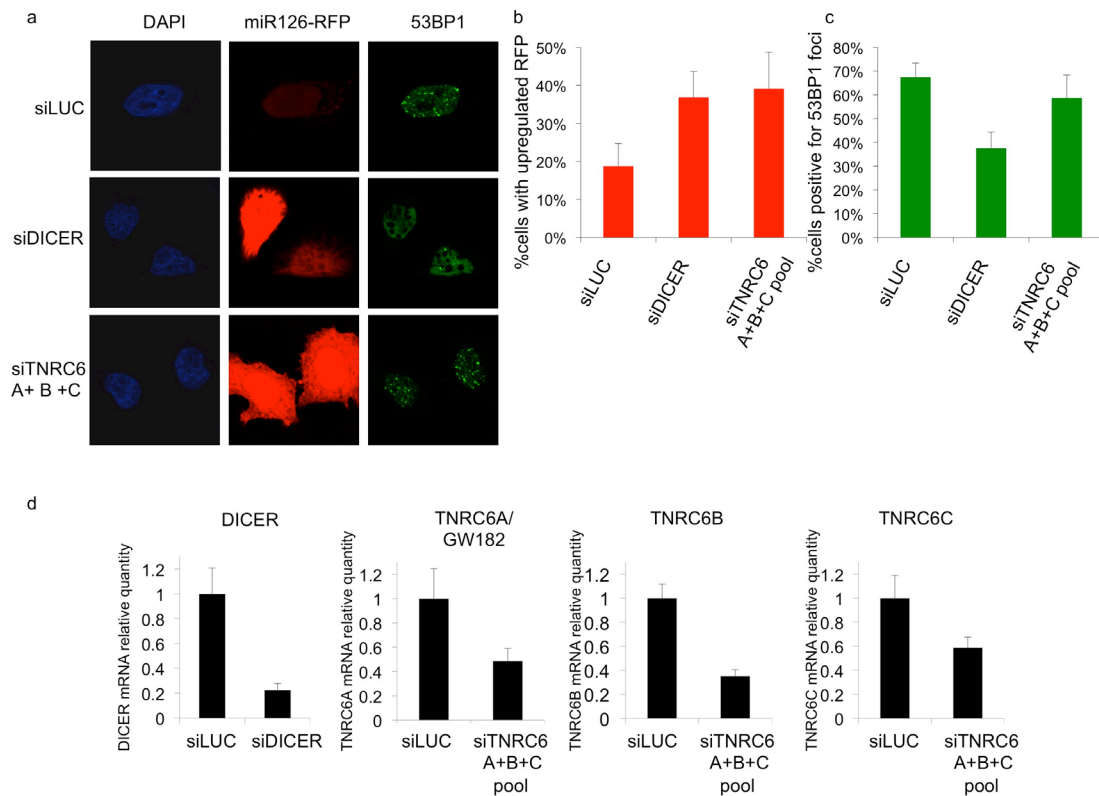 a
DAPI
miR126-RFP
53BP1
siLUC
siDICER
siTNRC6
A+ B +C
b
%cells with upregulated RFP
50%
40%
30%
20%
10%
0%
siLUC
siDICER
siTNRC6
A+B+C pool
c
%cells positive for 53BP1 foci
80%
70%
60%
50%
40%
30%
20%
10%
0%
siLUC
siDICER
siTNRC6
A+B+C pool
d
DICER
DICER mRNA relative quantity
1.2
1
0.8
0.6
0.4
0.2
0
siLUC
siDICER
TNRC6A/
GW182
TNRC6A mRNA relative quantity
1.2
1
0.8
0.6
0.4
0.2
0
siLUC
siTNRC6
A+B+C
pool
TNRC6B
TNRC6B mRNA relative quantity
1.2
1
0.8
0.6
0.4
0.2
0
siLUC
siTNRC6
A+B+C
pool
TNRC6C
TNRC6C mRNA relative quantity
1.2
1
0.8
0.6
0.4
0.2
0
siLUC
siTNRC6
A+B+C
pool